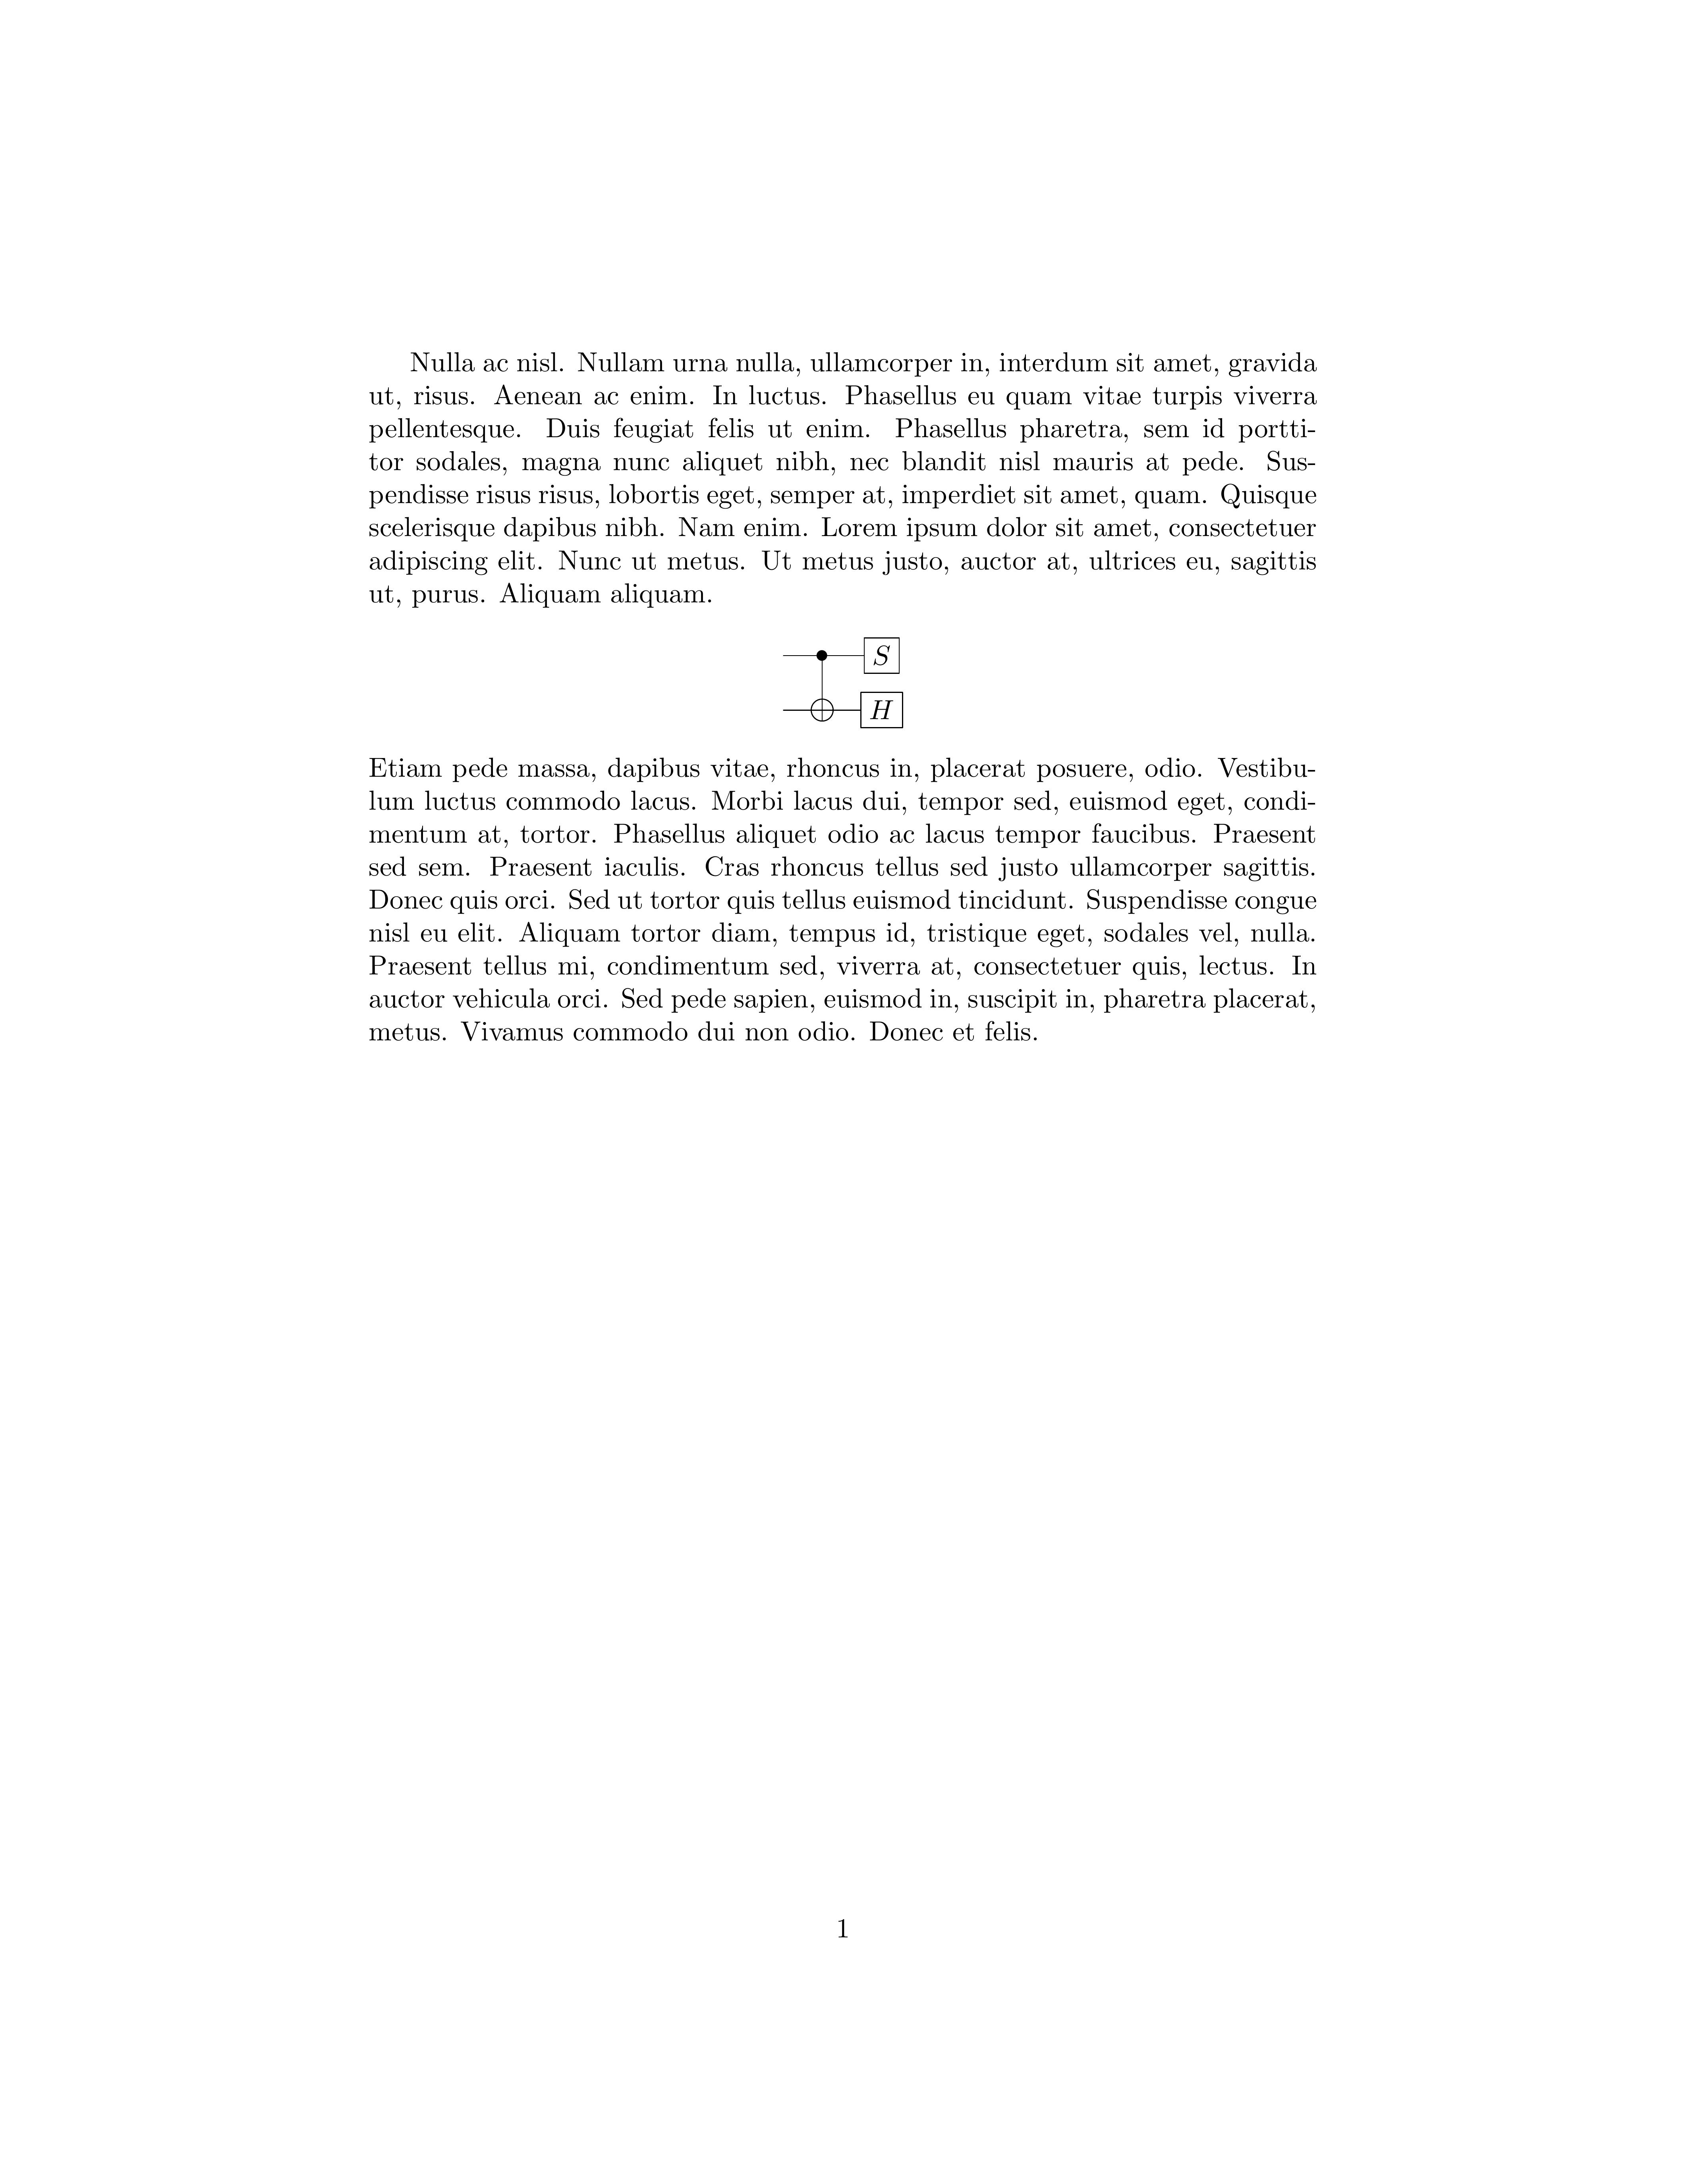 Nulla ac nisl. Nullam urna nulla, ullamcorper in, interdum sit amet, gravida
ut, risus. Aenean ac enim. In luctus. Phasellus eu quam vitae turpis viverra
pellentesque. Duis feugiat felis ut enim. Phasellus pharetra, sem id portti-
tor sodales, magna nunc aliquet nibh, nec blandit nisl mauris at pede. Sus-
pendisse risus risus, lobortis eget, semper at, imperdiet sit amet, quam. Quisque
scelerisque dapibus nibh. Nam enim. Lorem ipsum dolor sit amet, consectetuer
adipiscing elit. Nunc ut metus. Ut metus justo, auctor at, ultrices eu, sagittis
ut, purus. Aliquam aliquam.
S
H
Etiam pede massa, dapibus vitae, rhoncus in, placerat posuere, odio. Vestibu-
lum luctus commodo lacus. Morbi lacus dui, tempor sed, euismod eget, condi-
mentum at, tortor. Phasellus aliquet odio ac lacus tempor faucibus. Praesent
sed sem. Praesent iaculis. Cras rhoncus tellus sed justo ullamcorper sagittis.
Donec quis orci. Sed ut tortor quis tellus euismod tincidunt. Suspendisse congue
nisl eu elit. Aliquam tortor diam, tempus id, tristique eget, sodales vel, nulla.
Praesent tellus mi, condimentum sed, viverra at, consectetuer quis, lectus. In
auctor vehicula orci. Sed pede sapien, euismod in, suscipit in, pharetra placerat,
metus. Vivamus commodo dui non odio. Donec et felis.
1